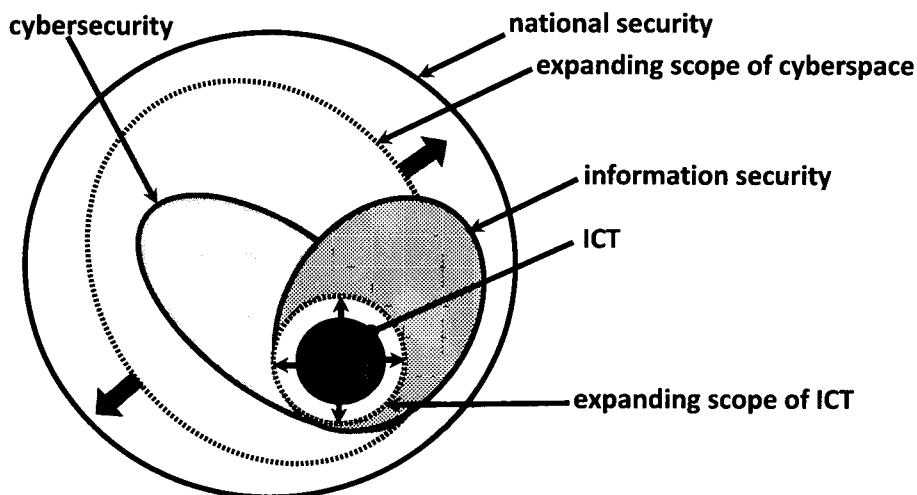 cybersecurity
national security
expanding scope of cyberspace
information security
ICT
expanding scope of ICT